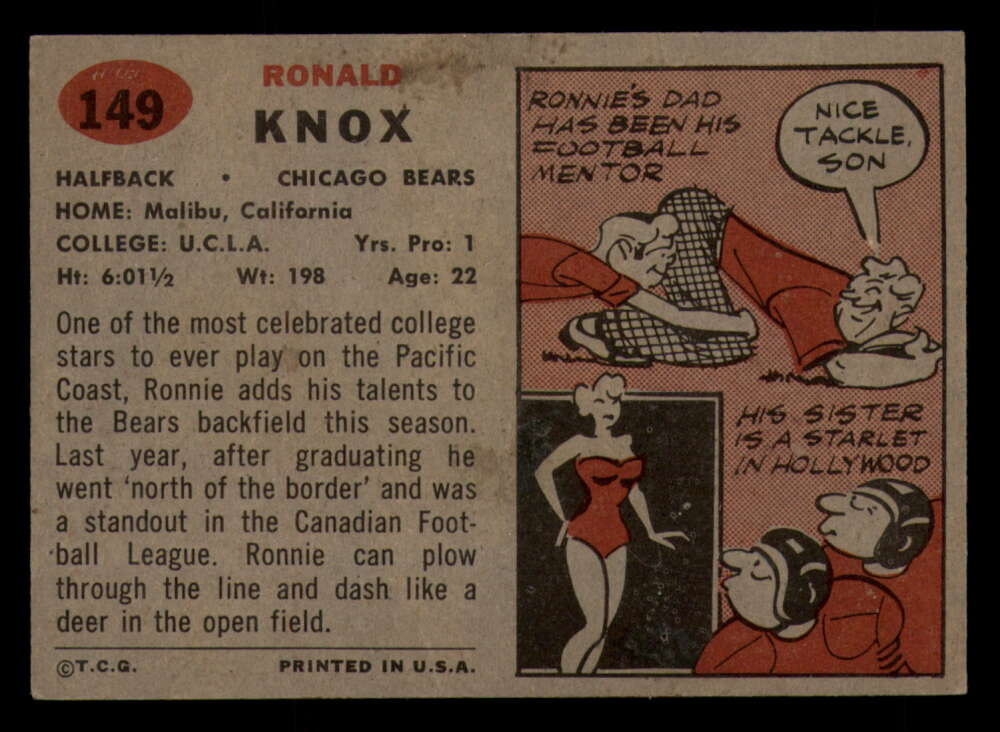 149
RONALD
KNOX
HALFBACK • CHICAGO BEARS
HOME: Malibu, California
COLLEGE: U.C.L.A. Yrs. Pro: 1
Ht: 6:01½ Wt: 198 Age: 22
One of the most celebrated college
stars to ever play on the Pacific
Coast, Ronnie adds his talents to
the Bears backfield this season.
Last year, after graduating he
went 'north of the border' and was
a standout in the Canadian Foot-
ball League. Ronnie can plow
through the line and dash like a
deer in the open field.
©T.C.G. PRINTED IN U.S.A.
RONNIE'S DAD
HAS BEEN HIS
FOOTBALL
MENTOR
NICE
TACKLE,
SON
HIS SISTER
IS A STARLET
IN HOLLYWOOD